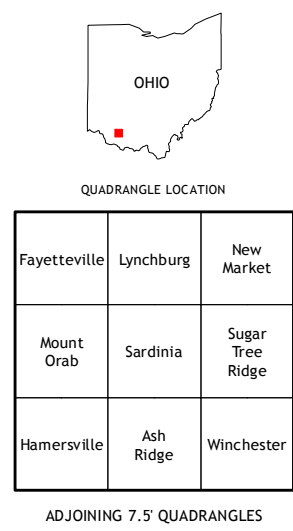 OHIO
QUADRANGLE LOCATION
Fayetteville
Lynchburg
New
Market
Mount
Orab
Sardinia
Sugar
Tree
Ridge
Hamersville
Ash
Ridge
Winchester
ADJOINING 7.5' QUADRANGLES